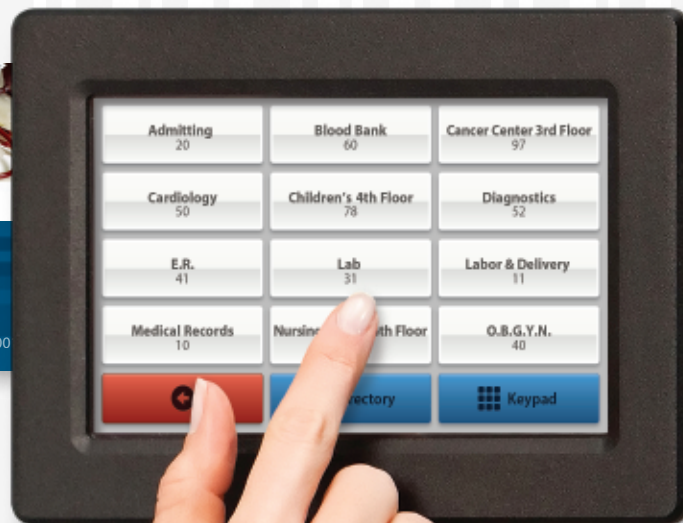 Admitting
20
Blood Bank
60
Cancer Center 3rd Floor
97
Cardiology
50
Children's 4th Floor
78
Diagnostics
52
E.R.
41
Lab
31
Labor & Delivery
11
Medical Records
10
Floor
O.B.G.Y.N.
40
Keypad